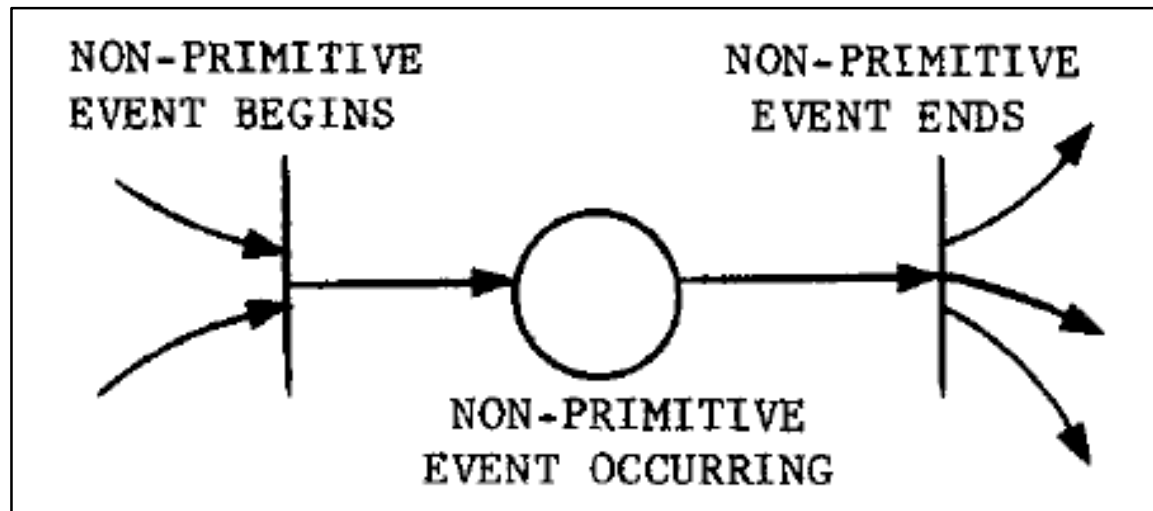 NON-PRIMITIVE
EVENT BEGINS
NON-PRIMITIVE
EVENT ENDS
NON-PRIMITIVE
EVENT OCCURRING